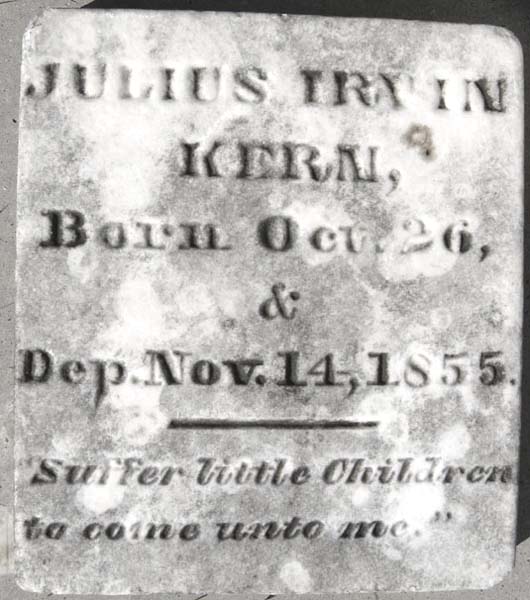 JULIUS IRVIN
KERN,
Born Oct. 26,
&
Dep. Nov. 14, 1855.
"Suffer little Children
to come unto me."